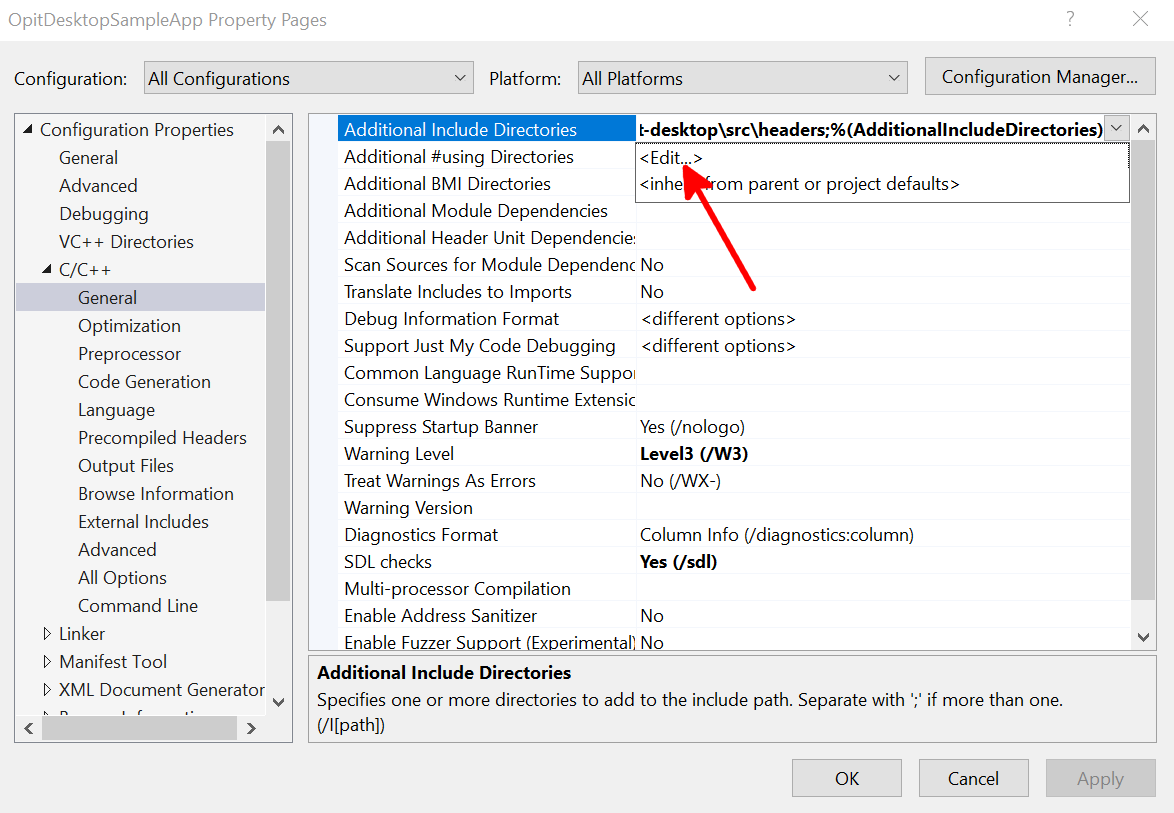 OpitDesktopSampleApp Property Pages
?
Configuration: All Configurations Platform: All Platforms Configuration Manager...
Configuration Properties
General
Advanced
Debugging
VC++ Directories
C/C++
General
Optimization
Preprocessor
Code Generation
Language
Precompiled Headers
Output Files
Browse Information
External Includes
Advanced
All Options
Command Line
Linker
Manifest Tool
XML Document Generator
Additional Include Directories t-desktop\src\headers;%(AdditionalIncludeDirectories)
<Edit...>
from parent or project defaults>
Additional #using Directories
Additional BMI Directories
Additional Module Dependencies
Additional Header Unit Dependencies
Scan Sources for Module Dependenc No
Translate Includes to Imports No
Debug Information Format <different options>
Support Just My Code Debugging <different options>
Common Language RunTime Suppor
Consume Windows Runtime Extensic
Suppress Startup Banner Yes (/nologo)
Warning Level Level3 (/W3)
Treat Warnings As Errors No (/WX-)
Warning Version
Diagnostics Format Column Info (/diagnostics:column)
SDL checks Yes (/sdl)
Multi-processor Compilation
Enable Address Sanitizer No
Enable Fuzzer Support (Experimental) No
Additional Include Directories
Specifies one or more directories to add to the include path. Separate with ';' if more than one.
(/I[path])
OK Cancel Apply